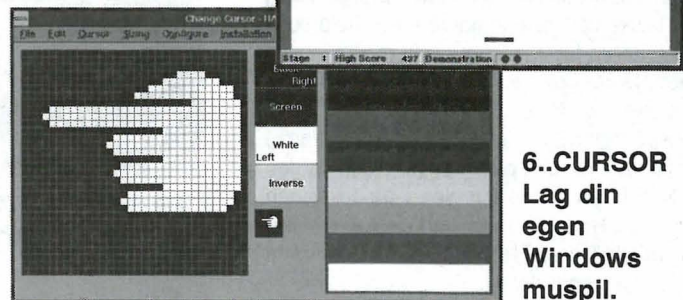 Change Cursor - HA
File Edit Cursor Using Configure Installation
Stage : High Score 427 Demonstration
Right
Screen
White
Left
Inverse
6..CURSOR
Lag din
egen
Windows
muspil.